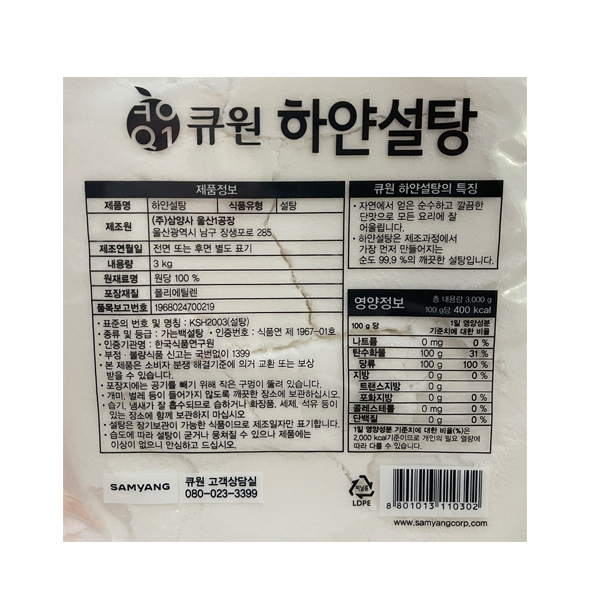 큐원 하얀설탕
제품정보
제품명 하얀설탕 식품유형 설탕
제조원 (주)삼양사 울산1공장
울산광역시 남구 장생포로 285
제조연월일 전면 또는 후면 별도 표기
내용량 3 kg
원재료명 원당 100 %
포장재질 폴리에틸렌
품목보고번호 1968024700219
· 표준의 번호 및 명칭 : KSH2003(설탕)
· 종류 및 등급 : 가는백설탕 · 인증번호 : 식품연 제 1967-01호
· 인증기관명 : 한국식품연구원
· 부정 · 불량식품 신고는 국번없이 1399
· 본 제품은 소비자 분쟁 해결기준에 의거 교환 또는 보상
받을 수 있습니다.
· 포장지에는 공기를 빼기 위해 작은 구멍이 뚫려 있습니다.
· 개미, 벌레 등이 들어가지 않도록 깨끗한 장소에 보관하십시오.
· 습기, 냄새가 잘 흡수되므로 습하거나 화장품, 세제, 석유 등이
있는 장소에 함께 보관하지 마십시오
· 설탕은 장기보관이 가능한 식품이므로 제조일자만 표기합니다.
· 습도에 따라 설탕이 굳거나 뭉쳐질 수 있으나 제품에는
이상이 없으니 안심하고 드십시오.
큐원 하얀설탕의 특징
· 자연에서 얻은 순수하고 깔끔한
단맛으로 모든 요리에 잘
어울립니다.
· 하얀설탕은 제조과정에서
가장 먼저 만들어지는
순도 99.9 %의 깨끗한 설탕입니다.
영양정보 총 내용량 3,000 g
100 g당 400 kcal
100 g 당 1일 영양성분
기준치에 대한 비율
나트륨 0 mg 0 %
탄수화물 100 g 31 %
당류 100 g 100 %
지방 0 g 0 %
트랜스지방 0 g
포화지방 0 g 0 %
콜레스테롤 0 mg 0 %
단백질 0 g 0 %
1일 영양성분 기준치에 대한 비율(%)은
2,000 kcal기준이므로 개인의 필요 열량에
따라 다를 수 있습니다.
SAMYANG
큐원 고객상담실
080-023-3399
비닐류
LDPE
8 801013 110302
www.samyangcorp.com